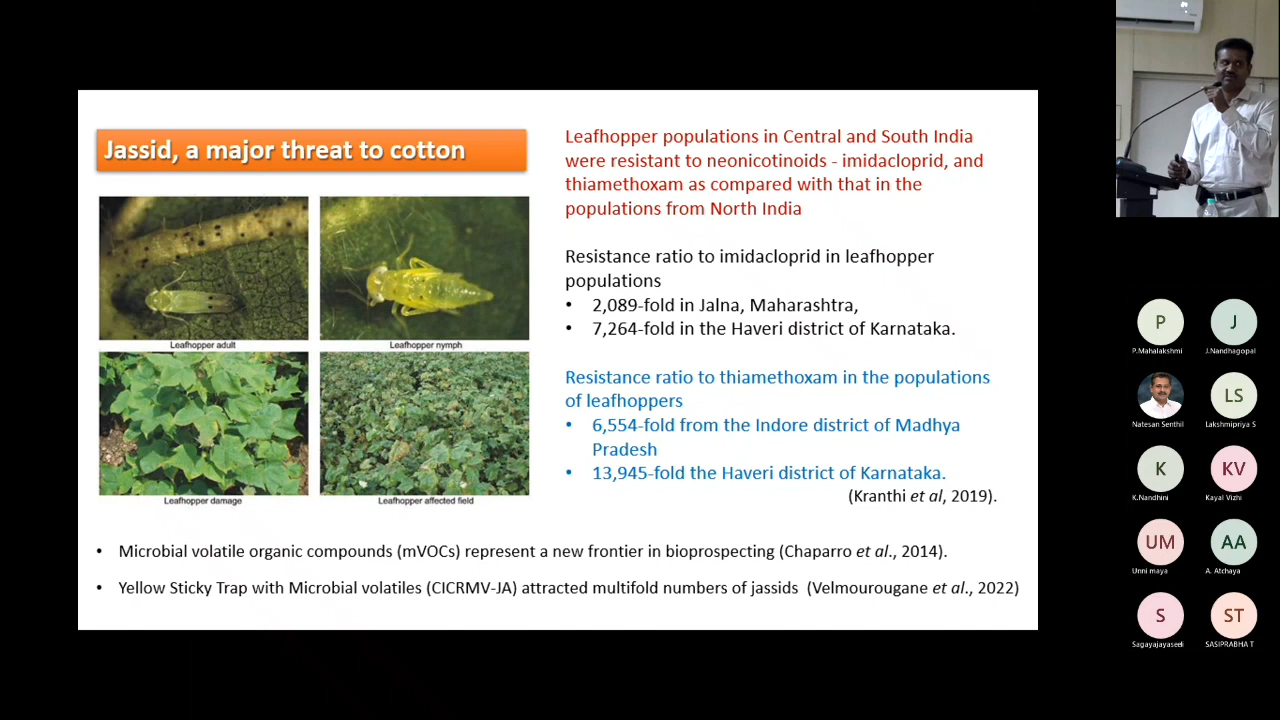 Jassid, a major threat to cotton
Leafhopper adult
Leafhopper nymph
Leafhopper damage
Leafhopper affected field
Leafhopper populations in Central and South India
were resistant to neonicotinoids - imidacloprid, and
thiamethoxam as compared with that in the
populations from North India
Resistance ratio to imidacloprid in leafhopper
populations
• 2,089-fold in Jalna, Maharashtra,
• 7,264-fold in the Haveri district of Karnataka.
Resistance ratio to thiamethoxam in the populations
of leafhoppers
• 6,554-fold from the Indore district of Madhya
Pradesh
• 13,945-fold the Haveri district of Karnataka.
(Kranthi et al, 2019).
• Microbial volatile organic compounds (mVOCs) represent a new frontier in bioprospecting (Chaparro et al., 2014).
• Yellow Sticky Trap with Microbial volatiles (CICRMV-JA) attracted multifold numbers of jassids (Velmourougane et al., 2022)
P
P.Mahalakshmi
J
J.Nandhagopal
Natesan Senthil
LS
Lakshmipriya S
K
K.Nandhini
KV
Kayal Vizhi
UM
Unni maya
AA
A. Atchaya
S
Sagayajayaseeli
ST
SASIPRABHA T